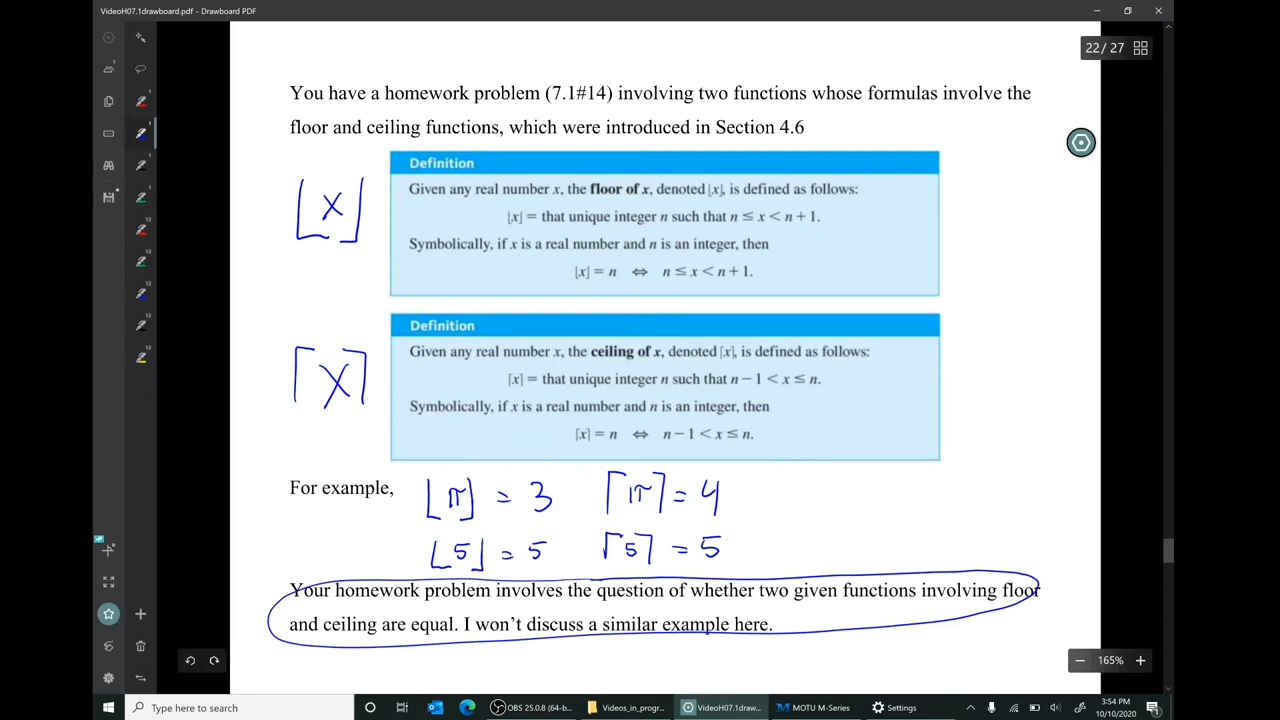 VideoH07.1drawboard.pdf - Drawboard PDF
22 / 27
You have a homework problem (7.1#14) involving two functions whose formulas involve the
floor and ceiling functions, which were introduced in Section 4.6
Definition
Given any real number x, the floor of x, denoted ⌊x⌋, is defined as follows:
⌊x⌋ = that unique integer n such that n ≤ x < n + 1.
Symbolically, if x is a real number and n is an integer, then
⌊x⌋ = n ⇔ n ≤ x < n + 1.
⌊x⌋
Definition
Given any real number x, the ceiling of x, denoted ⌈x⌉, is defined as follows:
⌈x⌉ = that unique integer n such that n − 1 < x ≤ n.
Symbolically, if x is a real number and n is an integer, then
⌈x⌉ = n ⇔ n − 1 < x ≤ n.
⌈X⌉
For example, ⌊π⌋ = 3 ⌈π⌉ = 4
⌊5⌋ = 5 ⌈5⌉ = 5
Your homework problem involves the question of whether two given functions involving floor
and ceiling are equal. I won't discuss a similar example here.
165%
Type here to search
OBS 25.0.8 (64-b...
Videos_in_progr...
VideoH07.1draw...
MOTU M-Series
Settings
3:54 PM
10/10/2020